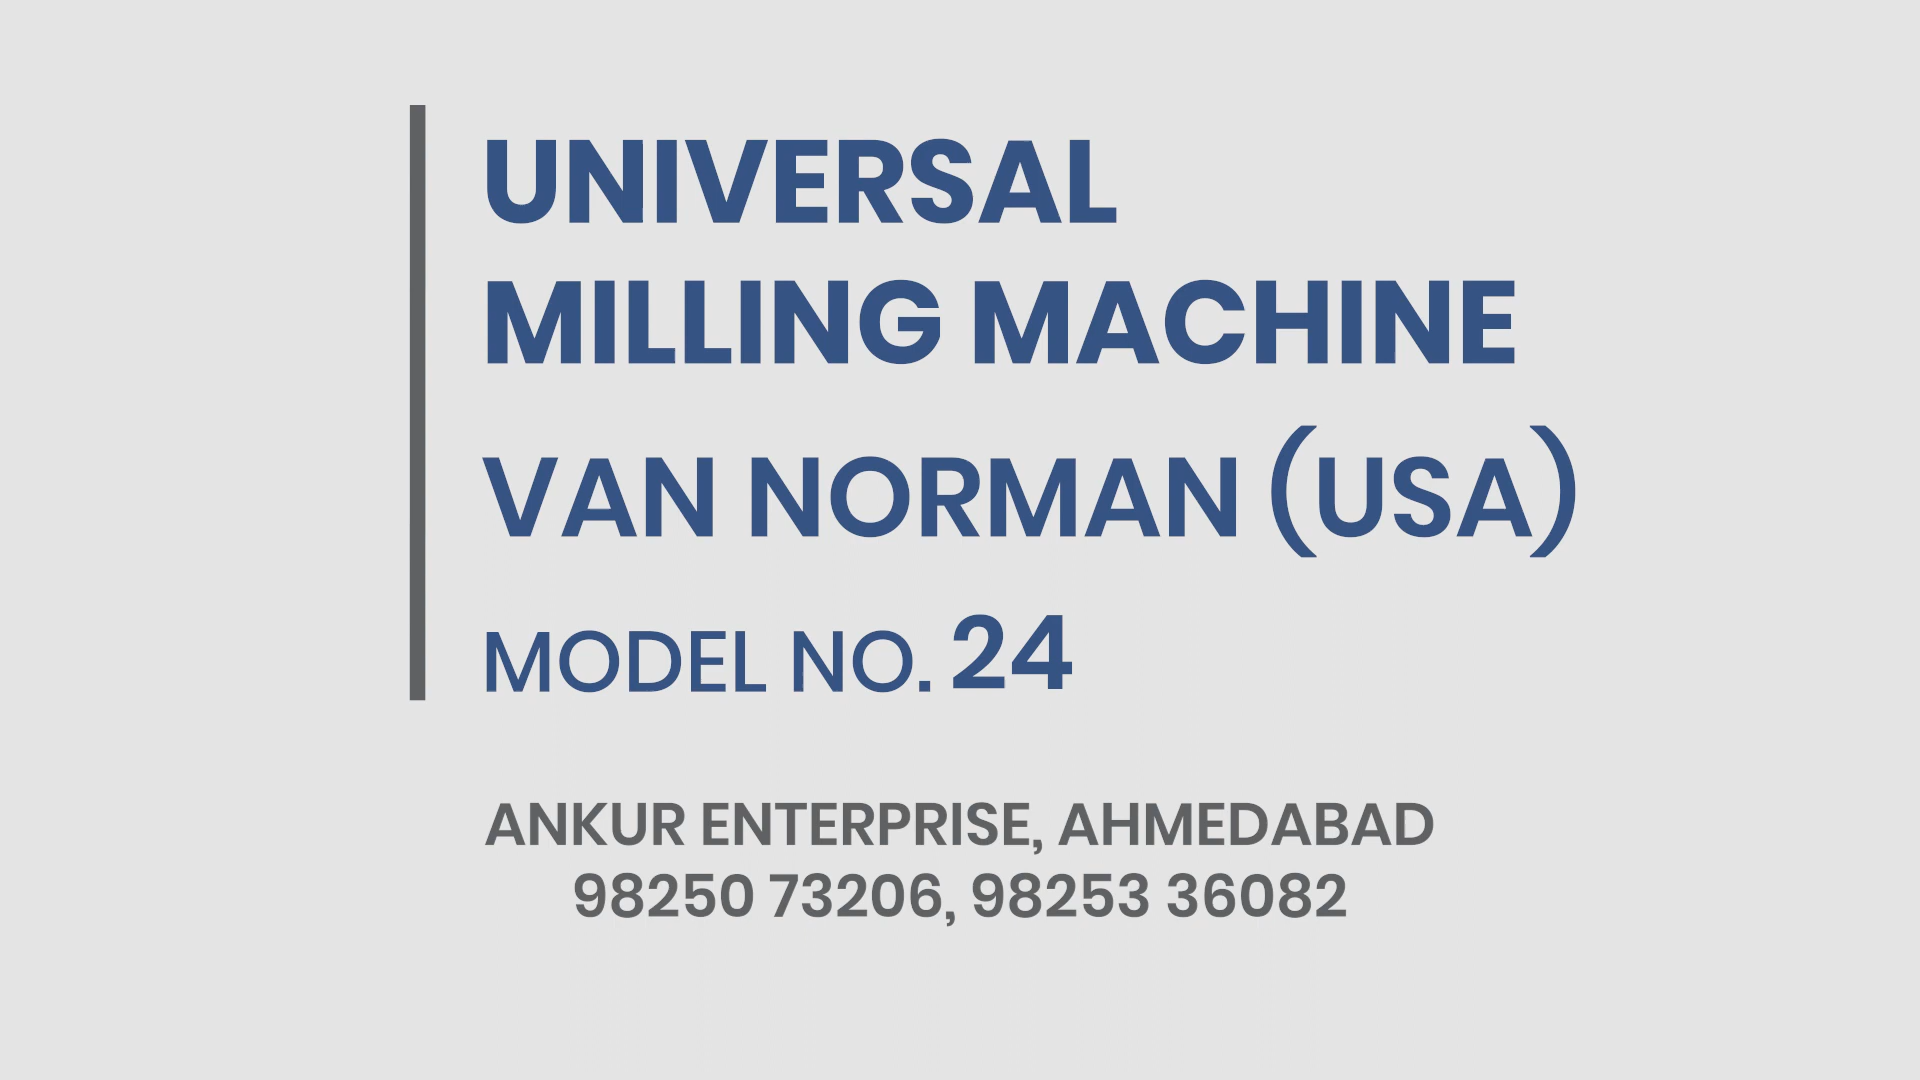 UNIVERSAL
MILLING MACHINE
VAN NORMAN (USA)
MODEL NO. 24
ANKUR ENTERPRISE, AHMEDABAD
98250 73206, 98253 36082